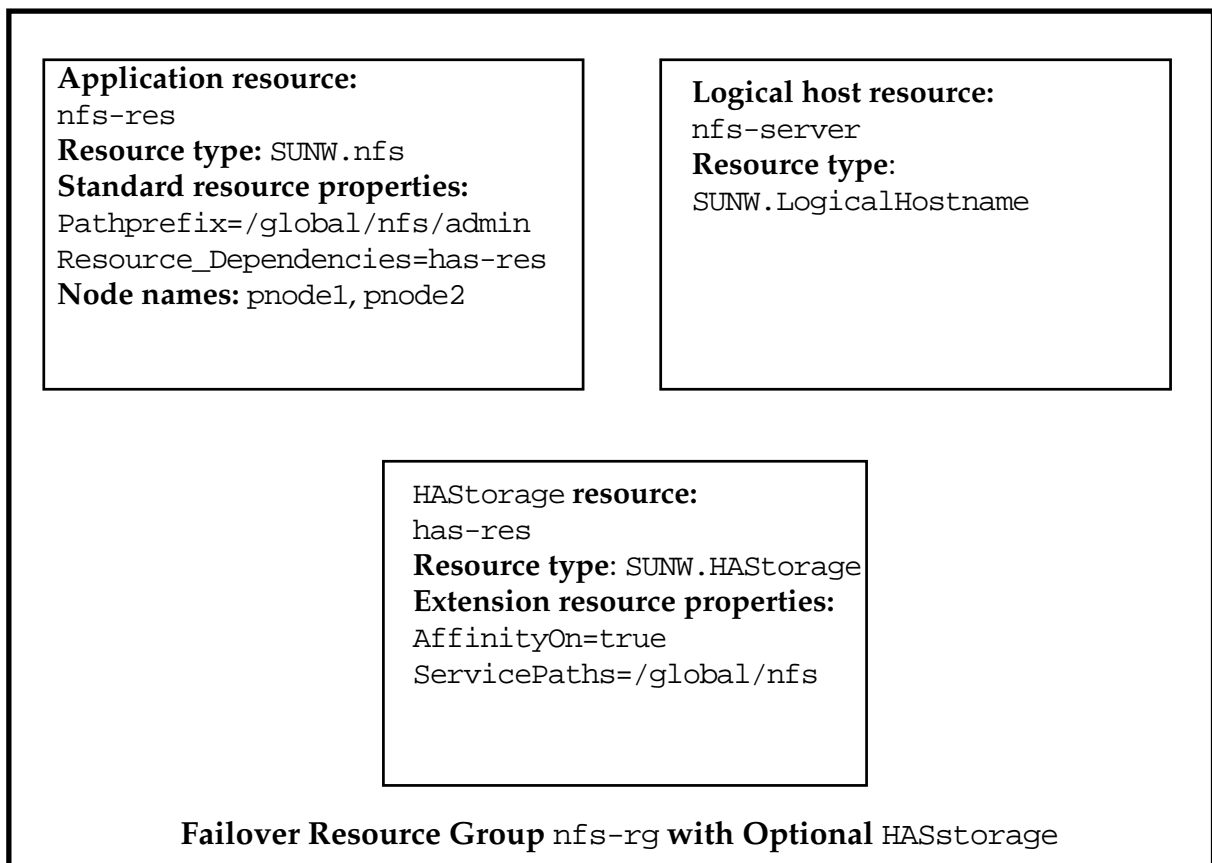 Application resource:
nfs-res
Resource type: SUNW.nfs
Standard resource properties:
Pathprefix=/global/nfs/admin
Resource_Dependencies=has-res
Node names: pnode1, pnode2
Logical host resource:
nfs-server
Resource type:
SUNW.LogicalHostname
HAStorage resource:
has-res
Resource type: SUNW.HAStorage
Extension resource properties:
AffinityOn=true
ServicePaths=/global/nfs
Failover Resource Group nfs-rg with Optional HASstorage